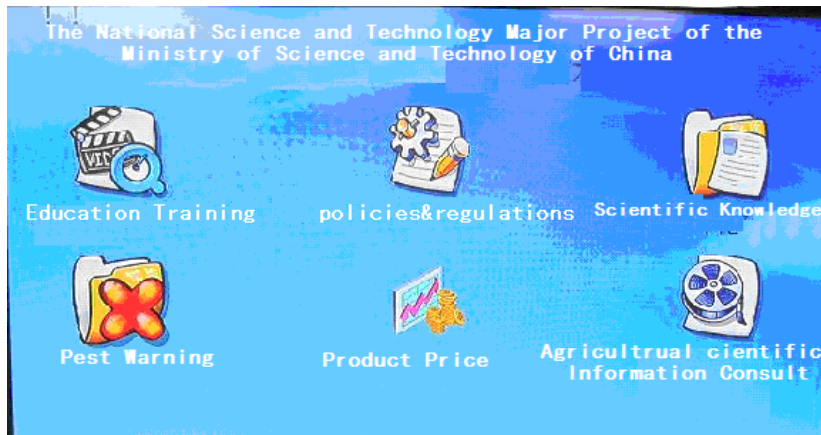 The National Science and Technology Major Project of the
Ministry of Science and Technology of China
VIC
Education Training
policies&regulations
Scientific Knowledge
Pest Warning
Product Price
Agricultrual cientific
Information Consult